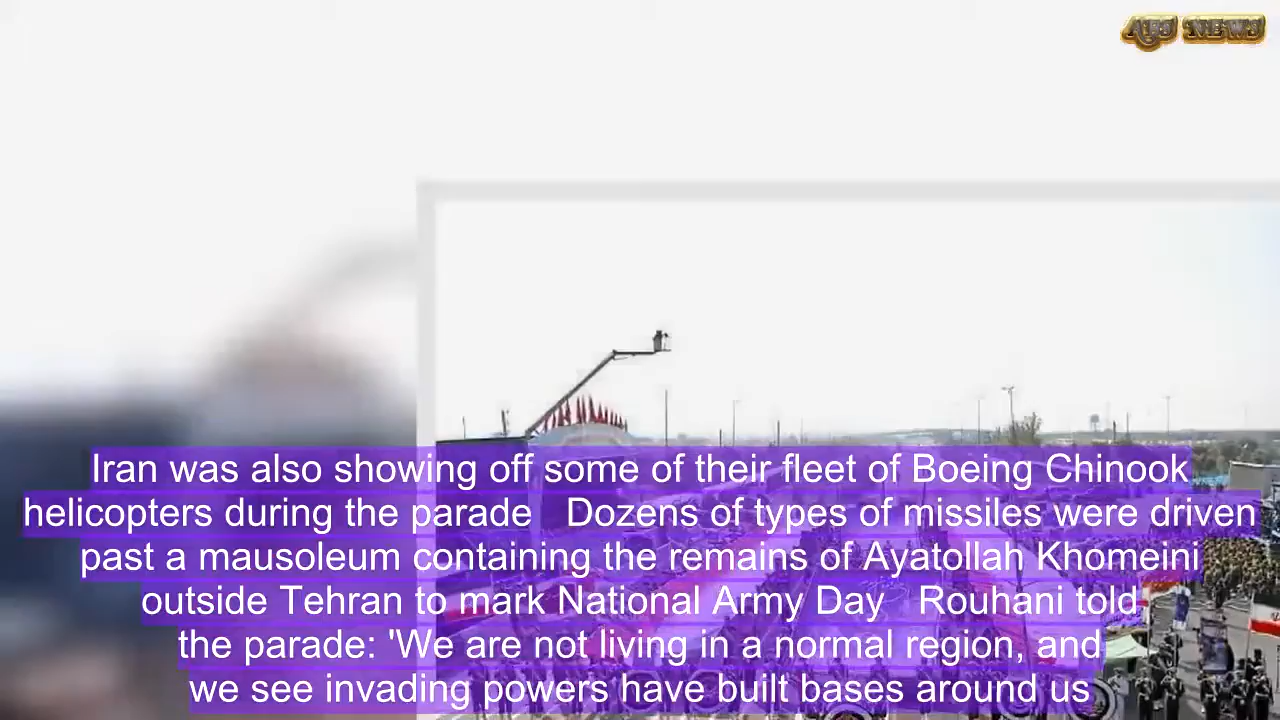 AFS NEWS
Iran was also showing off some of their fleet of Boeing Chinook
helicopters during the parade   Dozens of types of missiles were driven
past a mausoleum containing the remains of Ayatollah Khomeini
outside Tehran to mark National Army Day   Rouhani told
the parade: 'We are not living in a normal region, and
we see invading powers have built bases around us